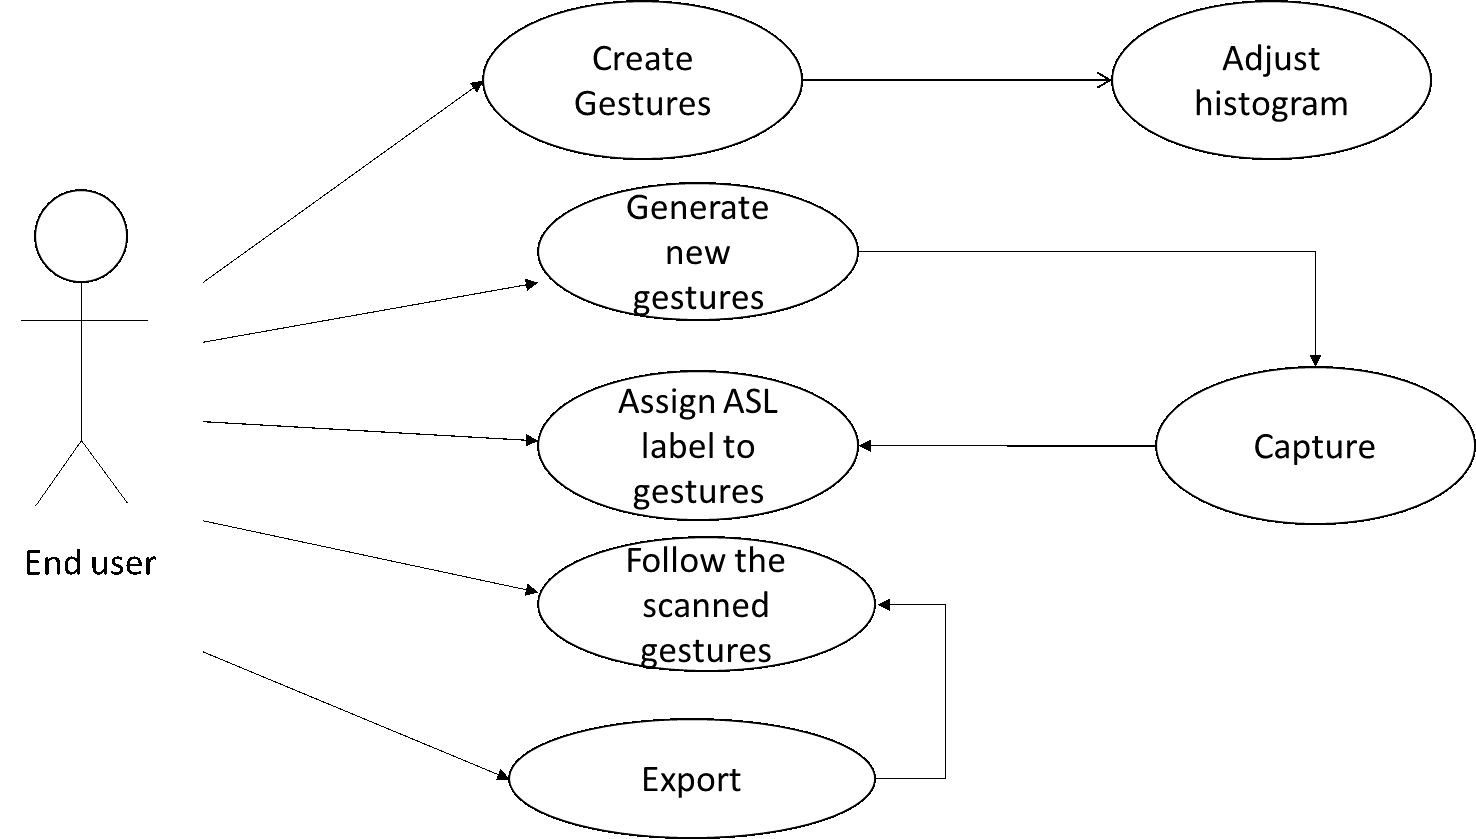 Create
Gestures
Adjust
histogram
Generate
new
gestures
Assign ASL
label to
gestures
Capture
End user
Follow the
scanned
gestures
Export